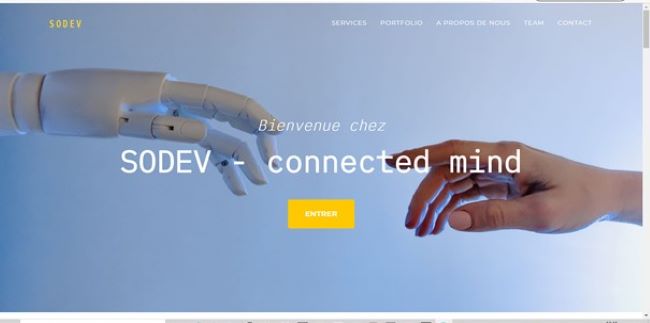 SODEV
SERVICES PORTFOLIO A PROPOS DE NOUS TEAM CONTACT
Bienvenue chez
SODEV - connected mind
ENTRER